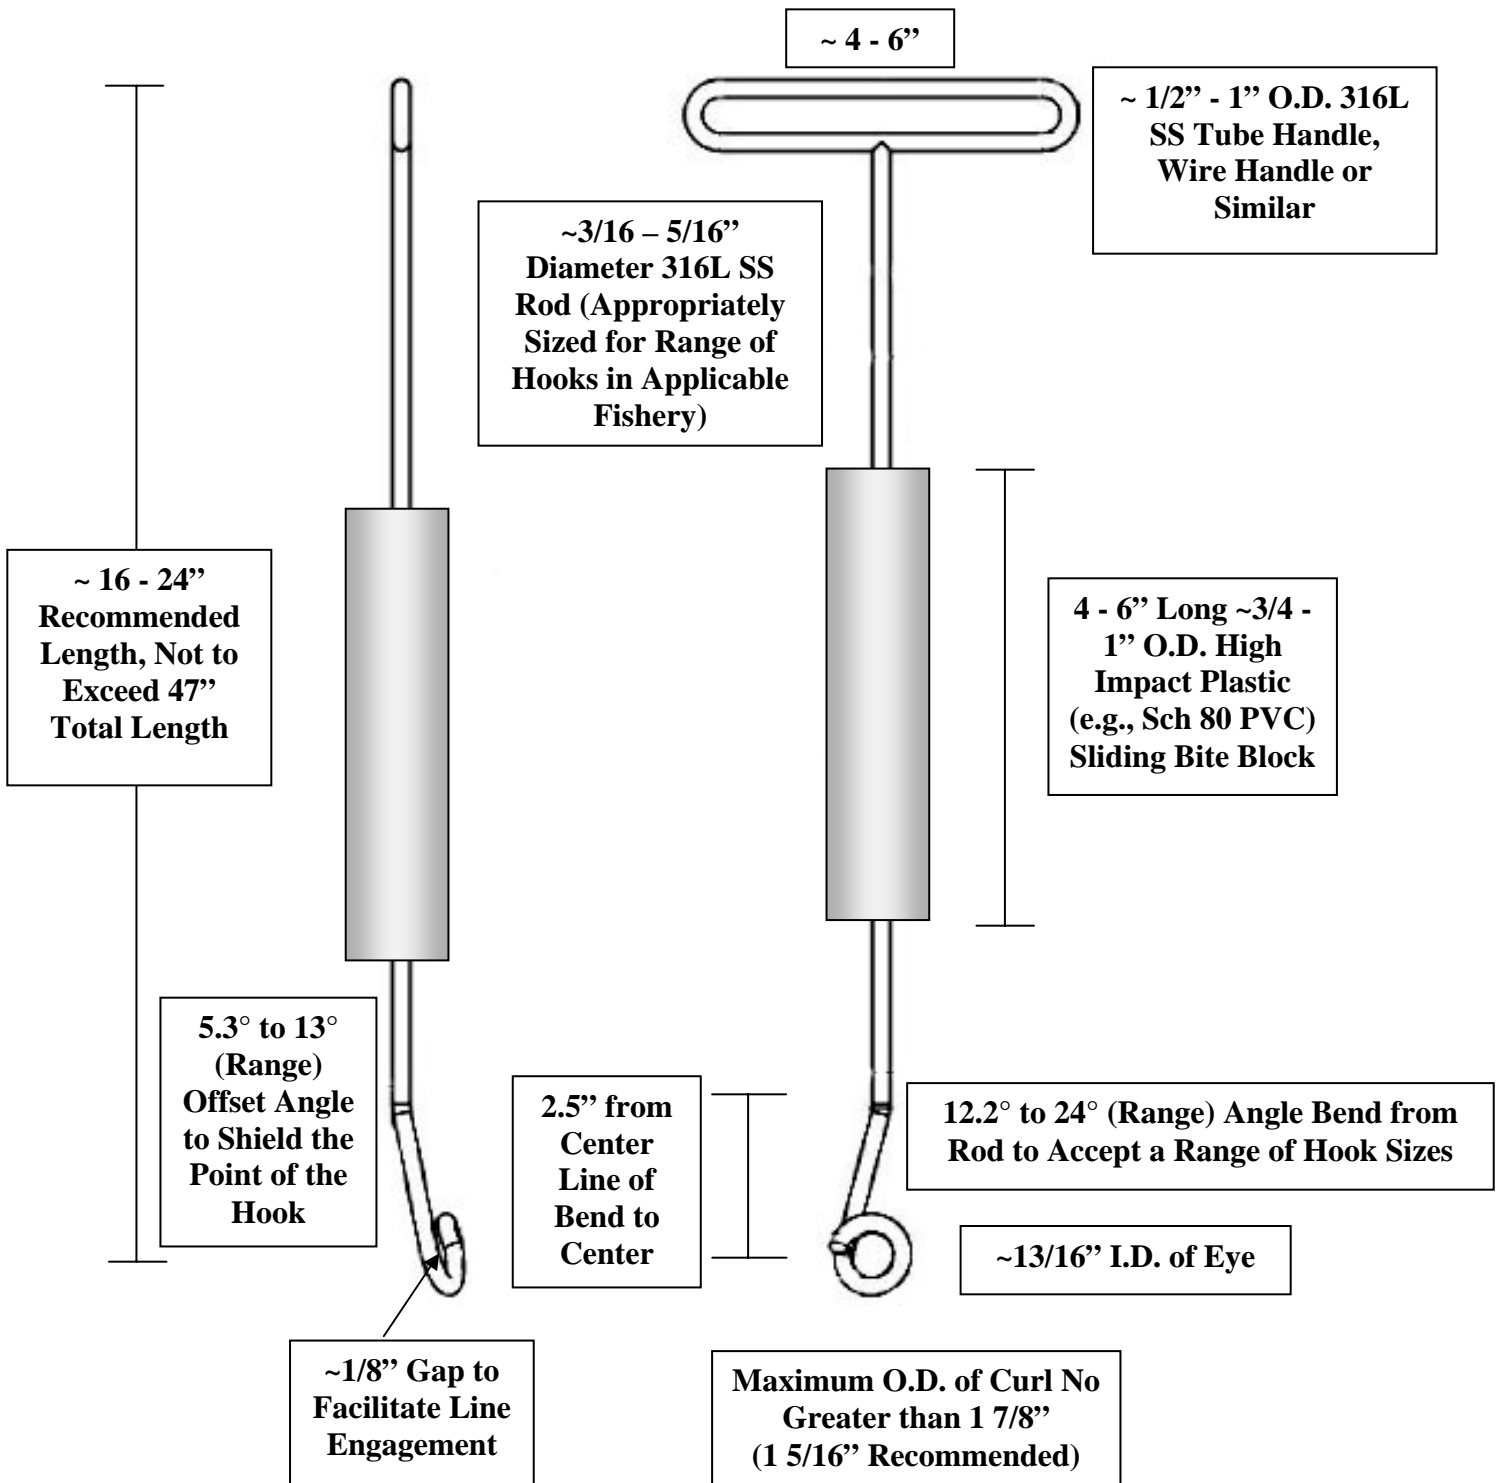 ~ 4 - 6”
~ 1/2” - 1” O.D. 316L
SS Tube Handle,
Wire Handle or
Similar
~3/16 – 5/16”
Diameter 316L SS
Rod (Appropriately
Sized for Range of
Hooks in Applicable
Fishery)
~ 16 - 24”
Recommended
Length, Not to
Exceed 47”
Total Length
4 - 6” Long ~3/4 -
1” O.D. High
Impact Plastic
(e.g., Sch 80 PVC)
Sliding Bite Block
5.3° to 13°
(Range)
Offset Angle
to Shield the
Point of the
Hook
2.5” from
Center
Line of
Bend to
Center
12.2° to 24° (Range) Angle Bend from
Rod to Accept a Range of Hook Sizes
~13/16” I.D. of Eye
~1/8” Gap to
Facilitate Line
Engagement
Maximum O.D. of Curl No
Greater than 1 7/8”
(1 5/16” Recommended)